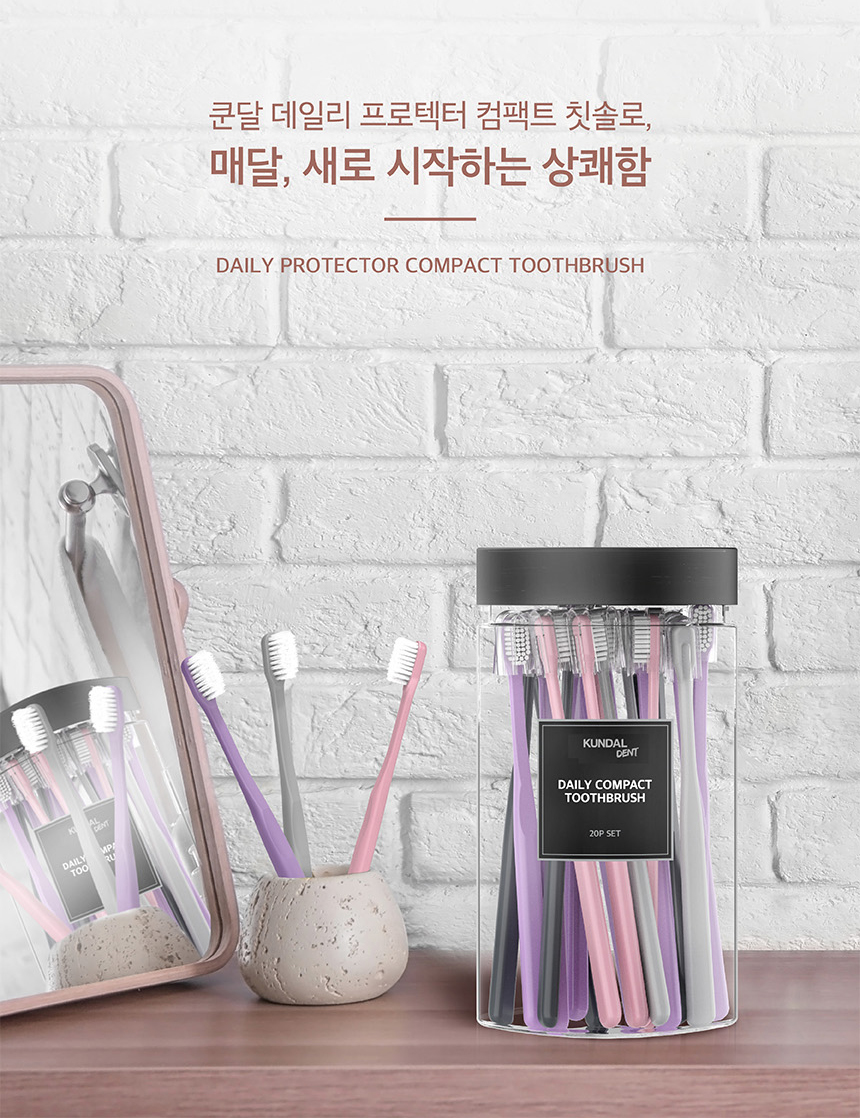 쿤달 데일리 프로텍터 컴팩트 칫솔로,
매달, 새로 시작하는 상쾌함
DAILY PROTECTOR COMPACT TOOTHBRUSH
KUNDAL
DENT
DAILY COMPACT
TOOTHBRUSH
20P SET